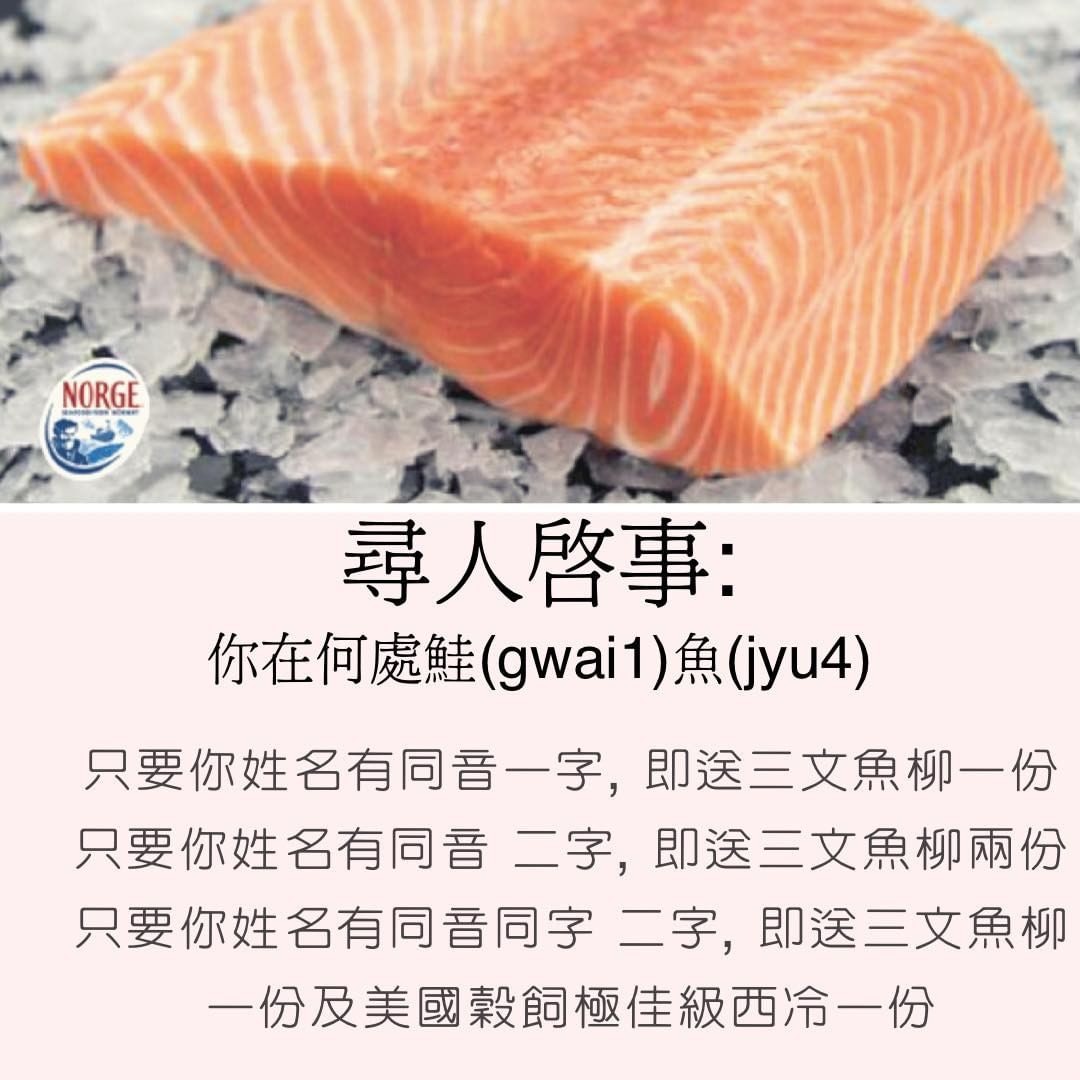 NORGE
SEAFOOD FROM NORWAY
尋人啓事:
你在何處鮭(gwai1)魚(jyu4)
只要你姓名有同音一字, 即送三文魚柳一份
只要你姓名有同音 二字, 即送三文魚柳兩份
只要你姓名有同音同字 二字, 即送三文魚柳
一份及美國穀飼極佳級西冷一份